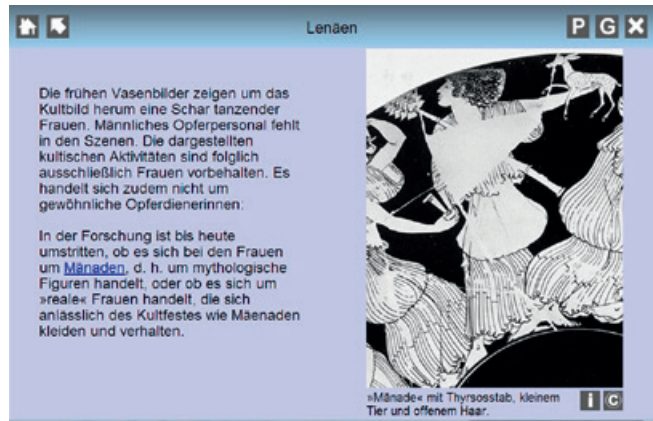 Lenäen
P G
Die frühen Vasenbilder zeigen um das
Kultbild herum eine Schar tanzender
Frauen. Männliches Opferpersonal fehlt
in den Szenen. Die dargestellten
kultischen Aktivitäten sind folglich
ausschließlich Frauen vorbehalten. Es
handelt sich zudem nicht um
gewöhnliche Opferdienerinnen:
In der Forschung ist bis heute
umstritten, ob es sich bei den Frauen
um Mänaden, d. h. um mythologische
Figuren handelt, oder ob es sich um
»reale« Frauen handelt, die sich
anlässlich des Kultfestes wie Mäenaden
kleiden und verhalten.
»Mänade« mit Thyrsosstab, kleinem
Tier und offenem Haar.
i ©